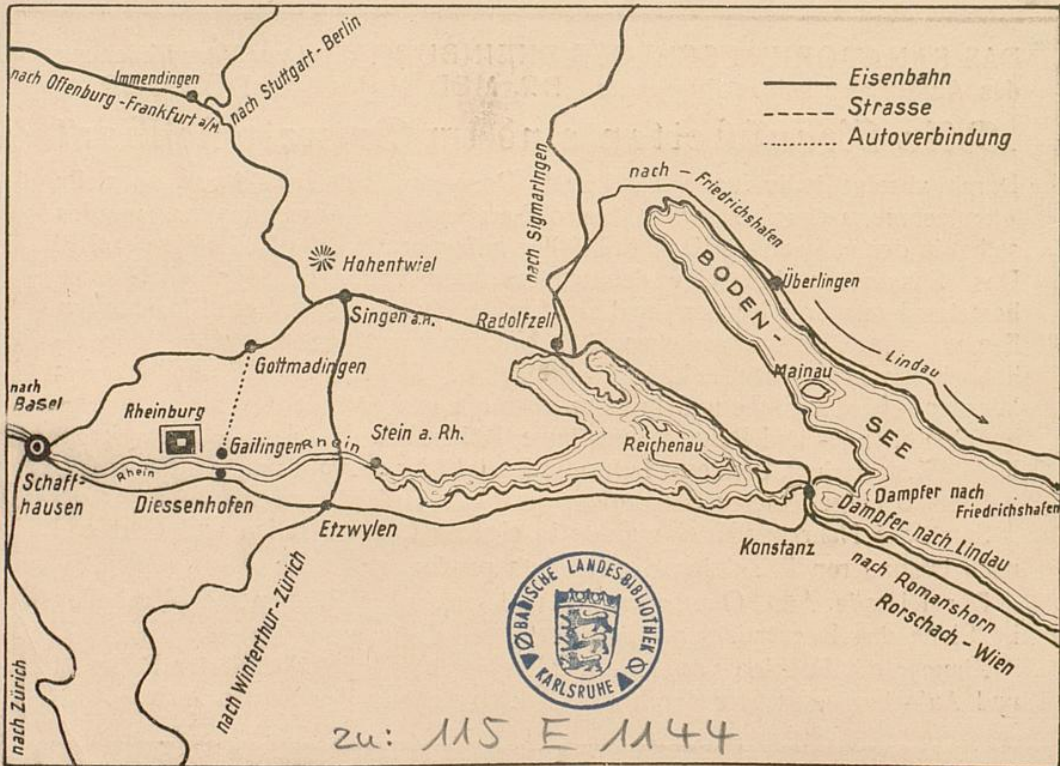 nach Offenburg-Frankfurt a/M.
Immendingen
nach Stuttgart-Berlin
Eisenbahn
Strasse
Autoverbindung
nach Sigmaringen
nach - Friedrichshafen
Hohentwiel
BODEN-
SEE
Überlingen
Lindau
Singen a.H.
Radolfzell
Mainau
Gottmadingen
nach
Basel
Rheinburg
Gailingen
Rhein
Stein a. Rh.
Reichenau
Schaff-
hausen
Rhein
Diessenhofen
Etzwylen
Konstanz
Dampfer nach
Friedrichshafen
Dampfer nach Lindau
nach Romanshorn
Rorschach-Wien
nach Zürich
nach Winterthur-Zürich
BADISCHE LANDESBIBLIOTHEK
KARLSRUHE
zu: 115 E 1144